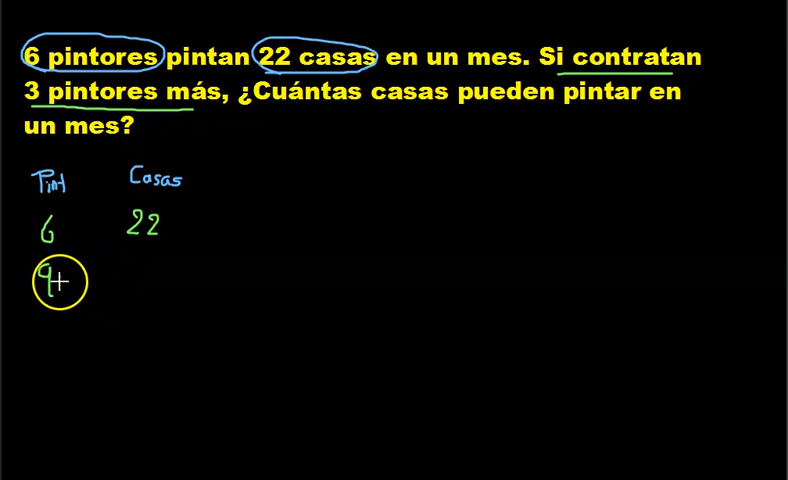 6 pintores pintan 22 casas en un mes. Si contratan
3 pintores más, ¿Cuántas casas pueden pintar en
un mes?
Pint Casas
6 22
9